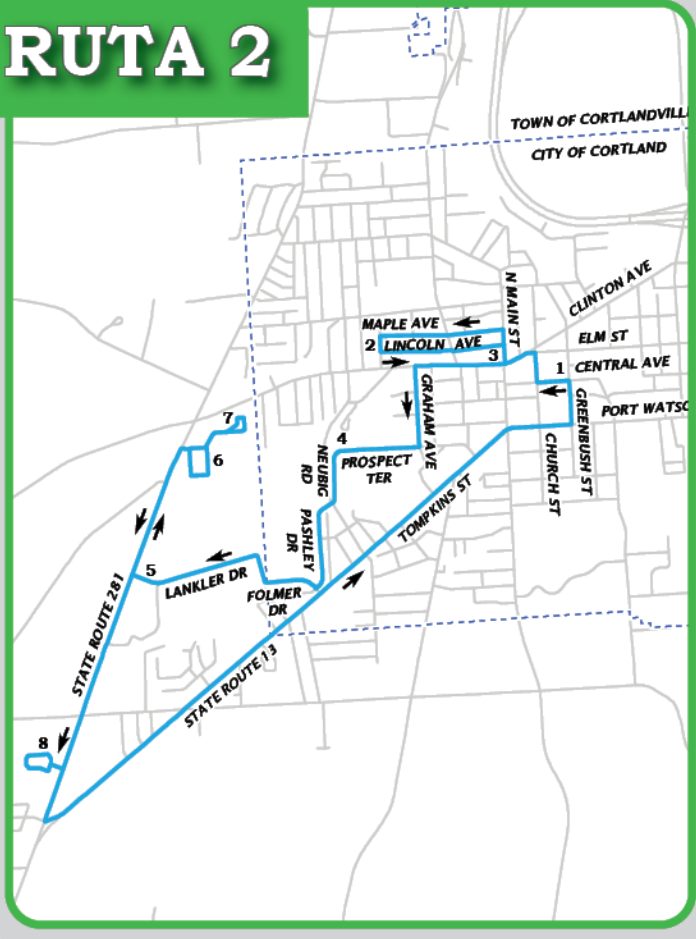 RUTA 2
TOWN OF CORTLANDVILL
CITY OF CORTLAND
N MAIN ST
CLINTON AVE
MAPLE AVE
ELM ST
2
LINCOLN AVE
3
1
CENTRAL AVE
GRAHAM AVE
GREENBUSH ST
PORT WATSO
7
4
CHURCH ST
6
NEUBIG
RD
PROSPECT
TER
TOMPKINS ST
PASHLEY
DR
5
LANKLER DR
FOLMER
DR
STATE ROUTE 281
STATE ROUTE 13
8